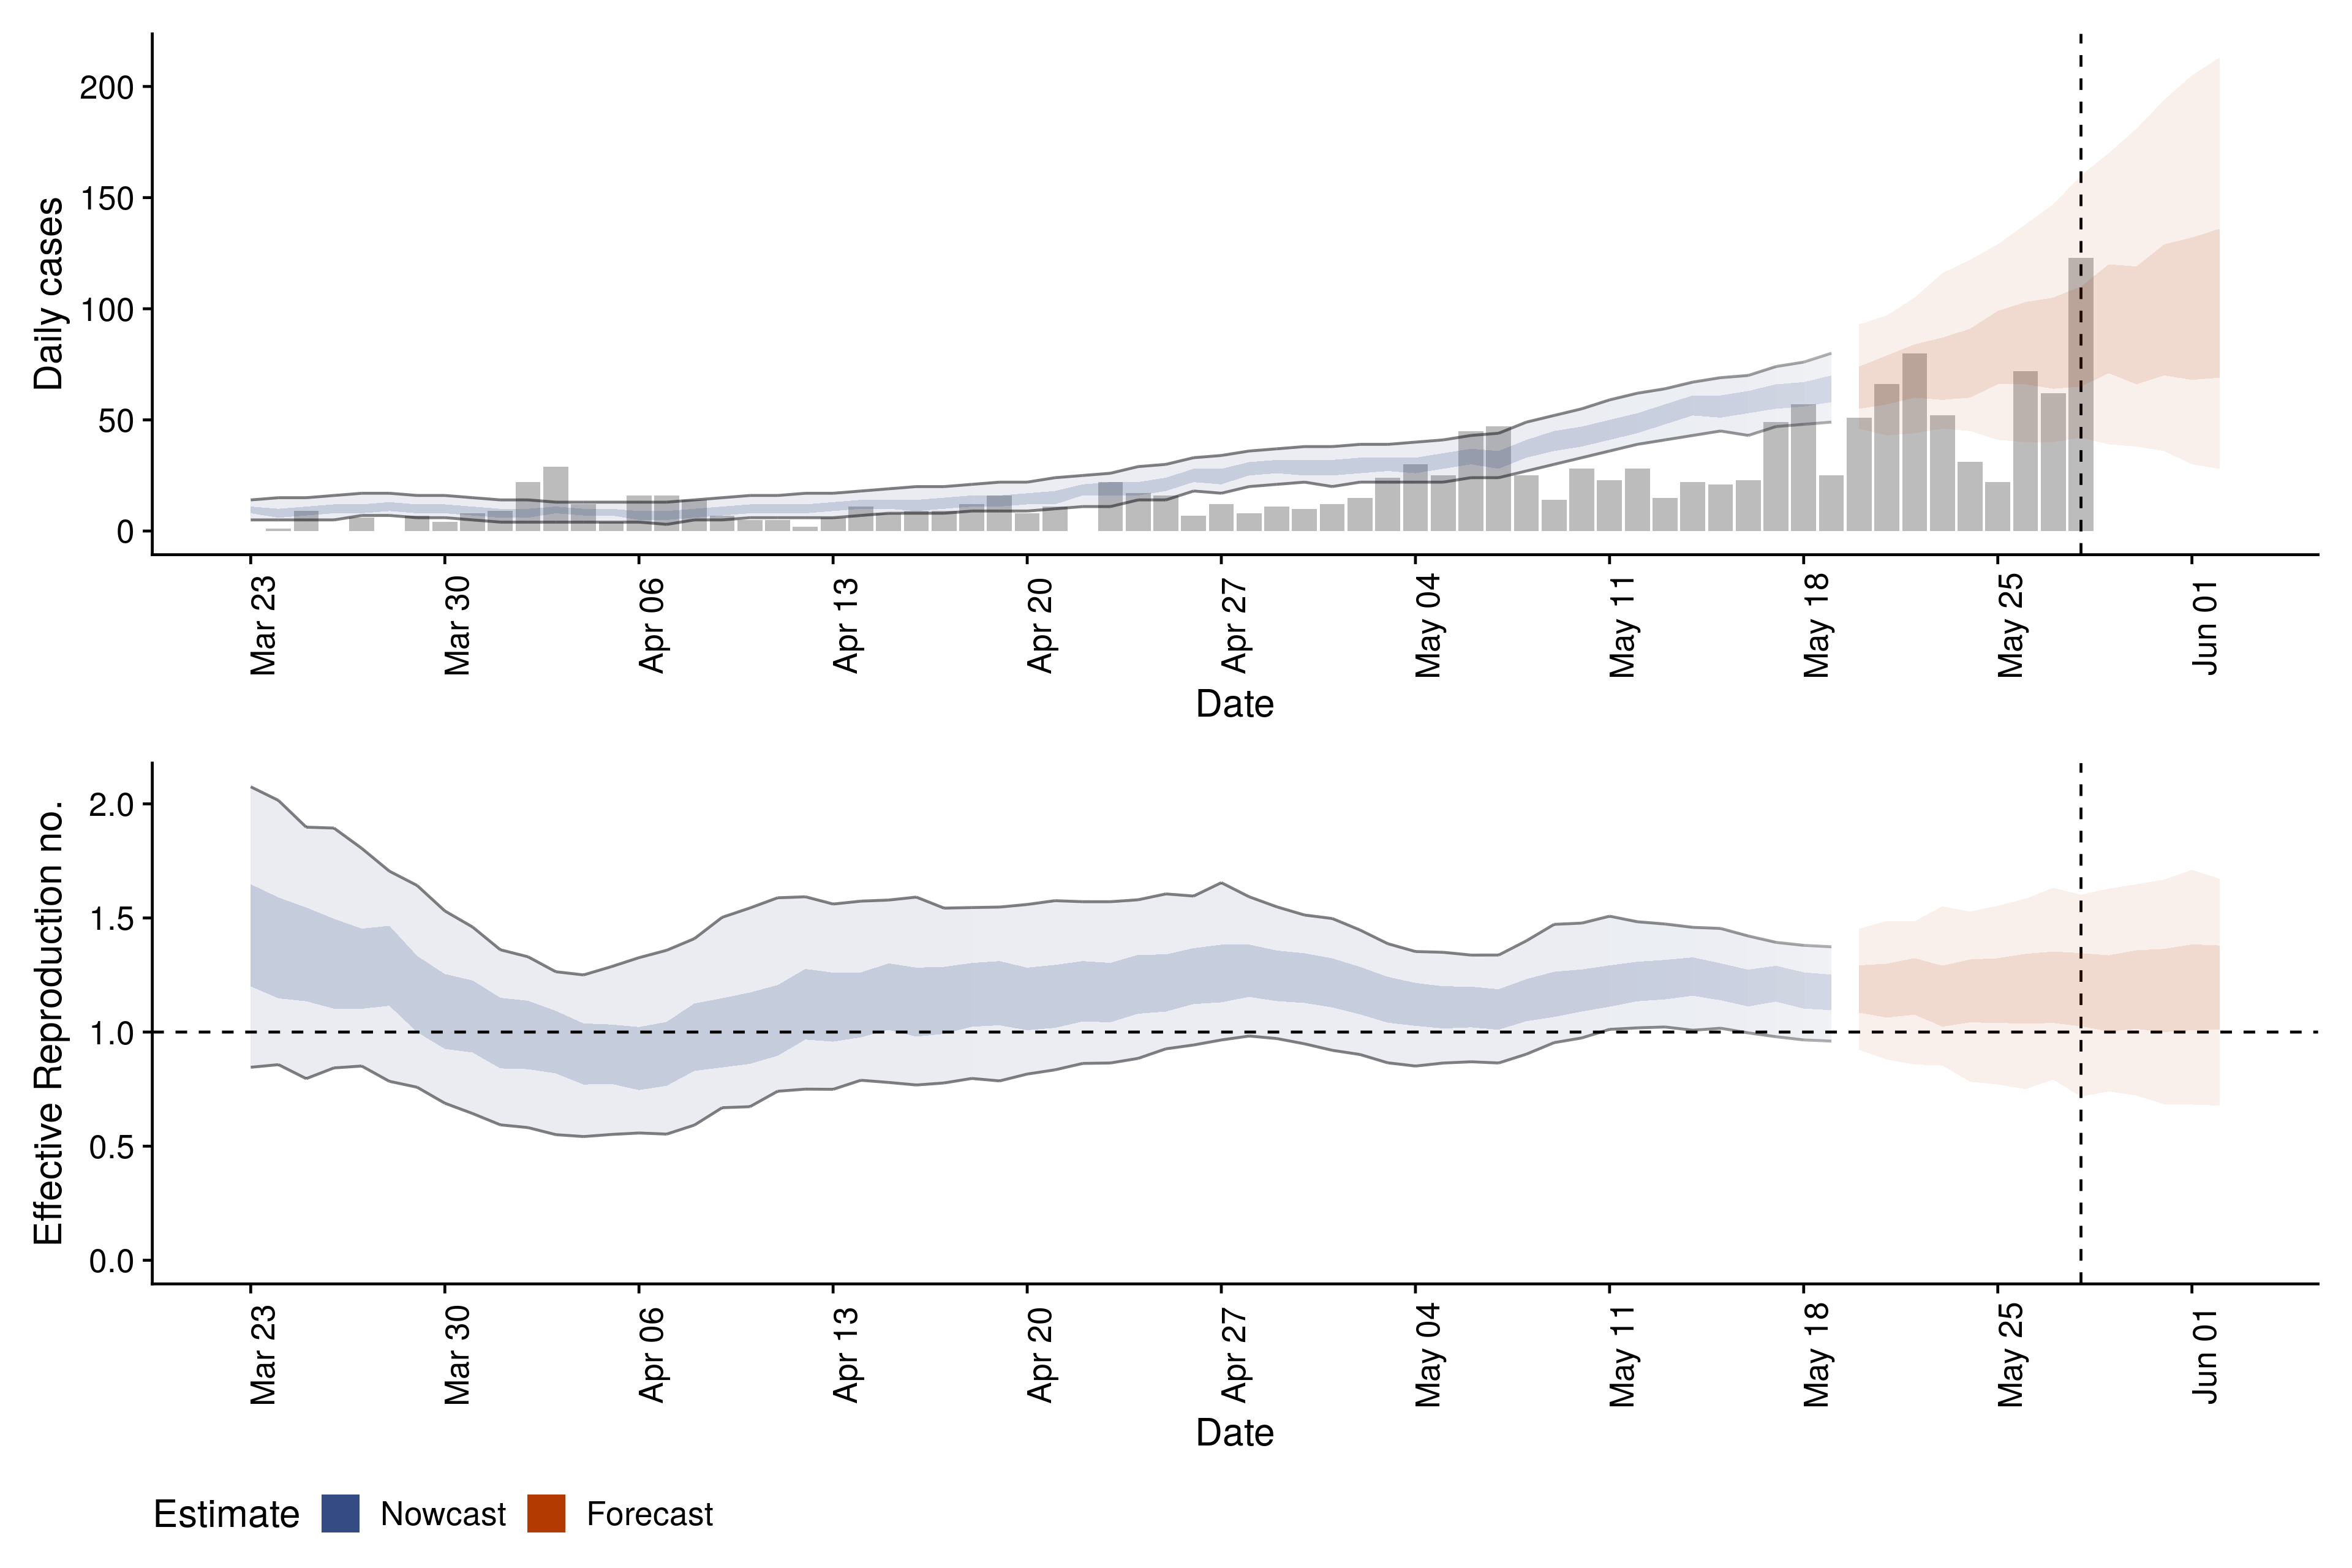 Daily cases
200
150
100
50
0
Mar 23
Mar 30
Apr 06
Apr 13
Apr 20
Apr 27
May 04
May 11
May 18
May 25
Jun 01
Date
Effective Reproduction no.
2.0
1.5
1.0
0.5
0.0
Mar 23
Mar 30
Apr 06
Apr 13
Apr 20
Apr 27
May 04
May 11
May 18
May 25
Jun 01
Date
Estimate Nowcast Forecast